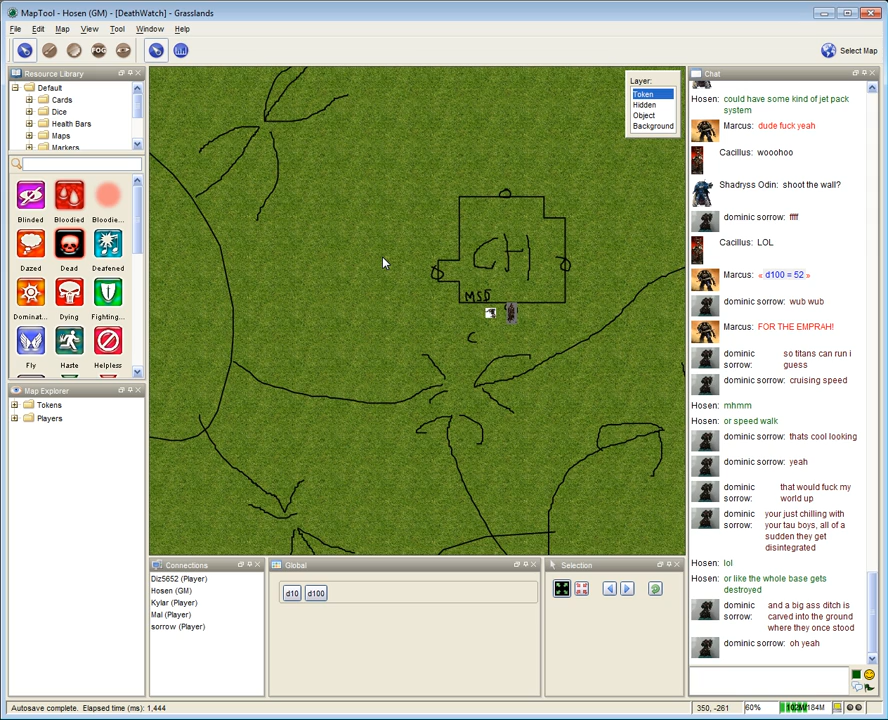 MapTool - Hosen (GM) - [DeathWatch] - Grasslands
File Edit Map View Tool Window Help
FOG
Select Map
Resource Library
Default
Cards
Dice
Health Bars
Maps
Markers
Blinded Bloodied Bloodie...
Dazed Dead Deafened
Dominat... Dying Fighting...
Fly Haste Helpless
Map Explorer
Tokens
Players
Layer:
Token
Hidden
Object
Background
CH
MSD
C
Connections
Diz5652 (Player)
Hosen (GM)
Kylar (Player)
Mal (Player)
sorrow (Player)
Global
d10 d100
Selection
Chat
Hosen: could have some kind of jet pack
system
Marcus: dude fuck yeah
Cacillus: wooohoo
Shadryss Odin: shoot the wall?
dominic sorrow: ffff
Cacillus: LOL
Marcus: « d100 = 52 »
dominic sorrow: wub wub
Marcus: FOR THE EMPRAH!
dominic sorrow: so titans can run i
guess
dominic sorrow: cruising speed
Hosen: mhmm
Hosen: or speed walk
dominic sorrow: thats cool looking
dominic sorrow: yeah
dominic sorrow: that would fuck my
world up
dominic sorrow: your just chilling with
your tau boys, all of a
sudden they get
disintegrated
Hosen: lol
Hosen: or like the whole base gets
destroyed
dominic sorrow: and a big ass ditch is
carved into the ground
where they once stood
dominic sorrow: oh yeah
Autosave complete. Elapsed time (ms): 1,444
350, -261
60%
102M/184M